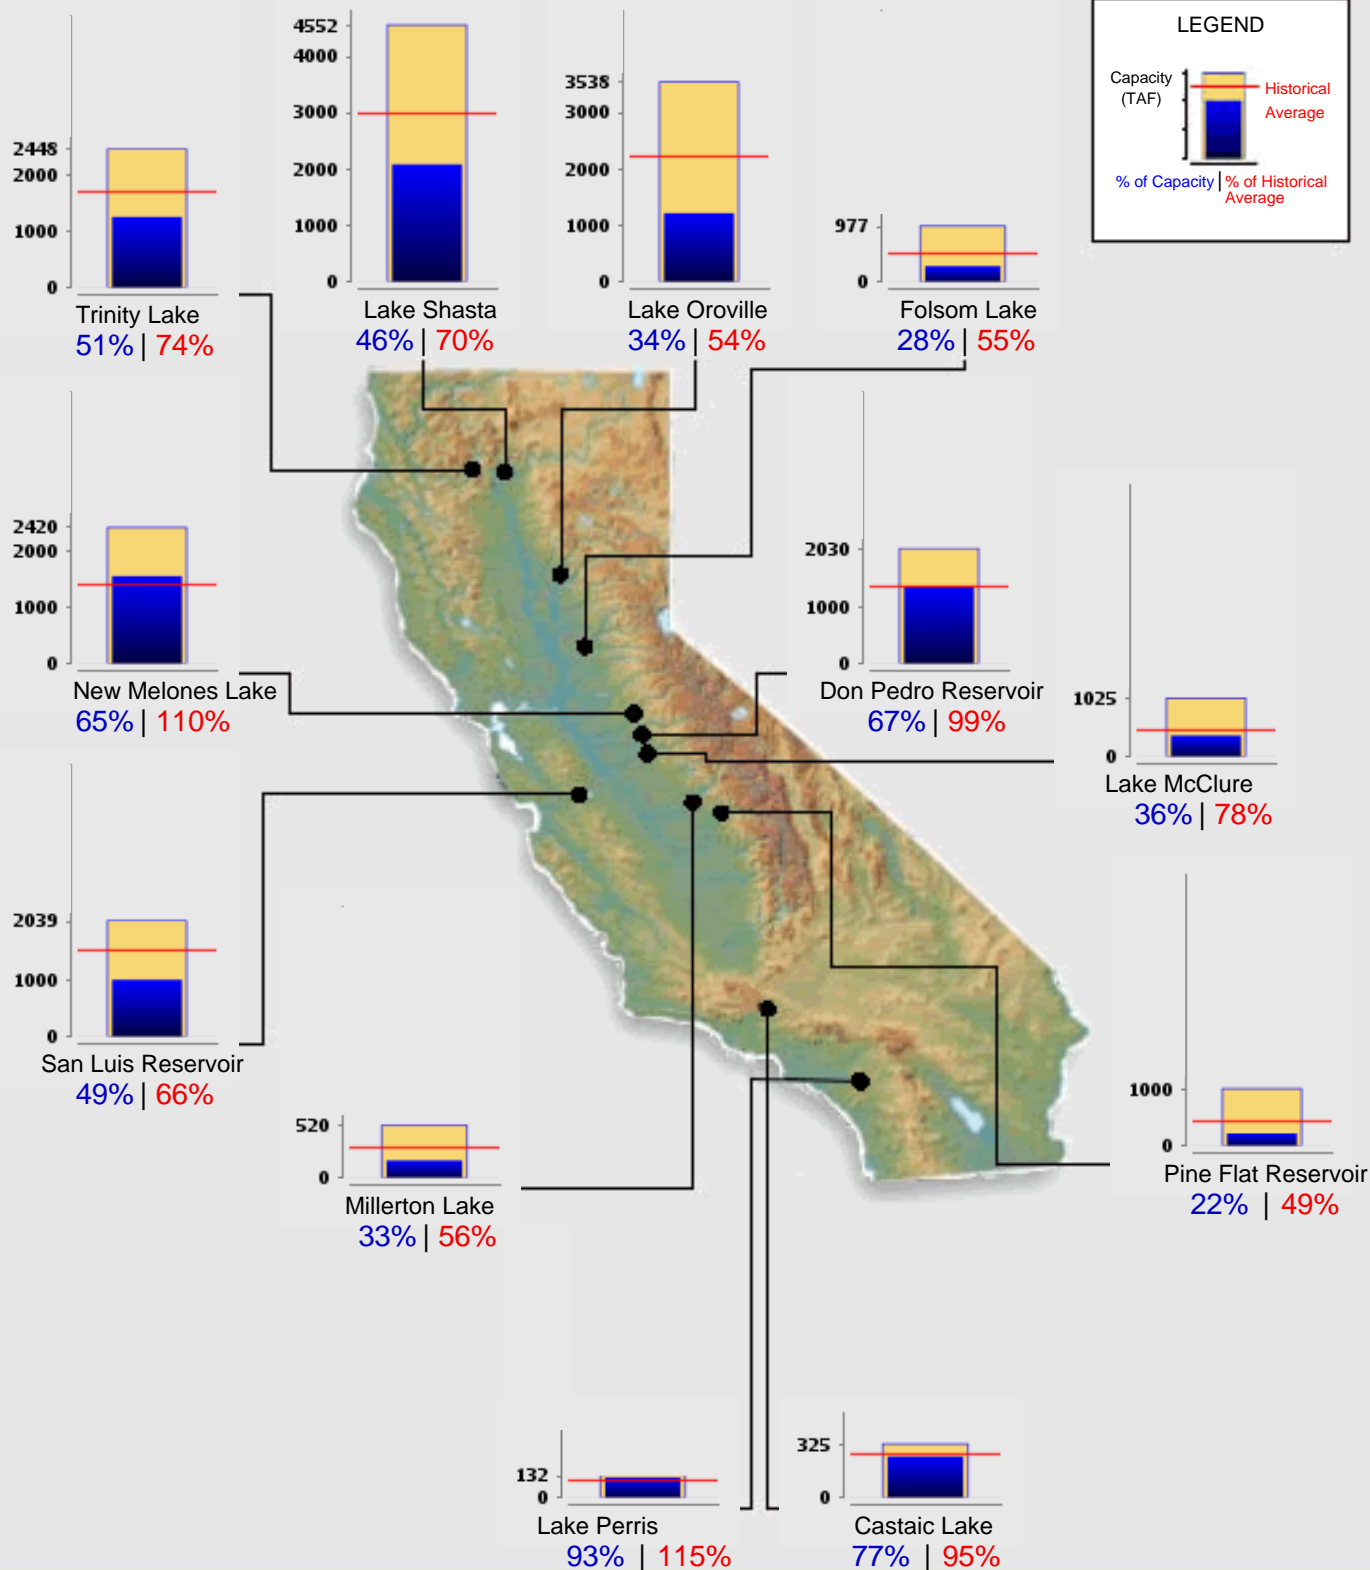 LEGEND
Capacity
(TAF)
Historical
Average
% of Capacity | % of Historical
Average
2448
2000
1000
0
Trinity Lake
51% | 74%
4552
4000
3000
2000
1000
0
Lake Shasta
46% | 70%
3538
3000
2000
1000
0
Lake Oroville
34% | 54%
977
0
Folsom Lake
28% | 55%
2420
2000
1000
0
New Melones Lake
65% | 110%
2030
1000
0
Don Pedro Reservoir
67% | 99%
1025
0
Lake McClure
36% | 78%
2039
1000
0
San Luis Reservoir
49% | 66%
520
0
Millerton Lake
33% | 56%
1000
0
Pine Flat Reservoir
22% | 49%
132
0
Lake Perris
93% | 115%
325
0
Castaic Lake
77% | 95%